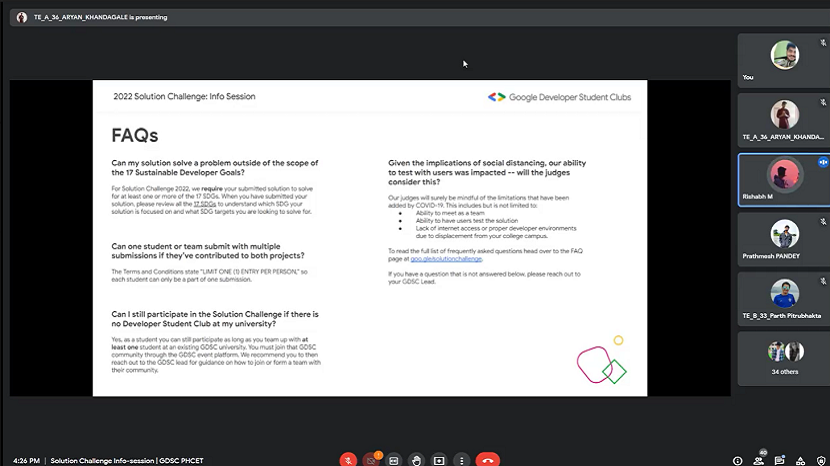 TE_A_36_ARYAN_KHANDAGALE is presenting
2022 Solution Challenge: Info Session
Google Developer Student Clubs
FAQs
Can my solution solve a problem outside of the scope of
the 17 Sustainable Developer Goals?
For Solution Challenge 2022, we require your submitted solution to solve
for at least one or more of the 17 SDGs. When you have submitted your
solution, please review all the 17 SDGs to understand which SDG your
solution is focused on and what SDG targets you are looking to solve for.
Can one student or team submit with multiple
submissions if they've contributed to both projects?
The Terms and Conditions state "LIMIT ONE (1) ENTRY PER PERSON," so
each student can only be a part of one submission.
Can I still participate in the Solution Challenge if there is
no Developer Student Club at my university?
Yes, as a student you can still participate as long as you team up with at
least one student at an existing GDSC university. You must join that GDSC
community through the GDSC event platform. We recommend you to then
reach out to the GDSC lead for guidance on how to join or form a team with
their community.
Given the implications of social distancing, our ability
to test with users was impacted -- will the judges
consider this?
Our judges will surely be mindful of the limitations that have been
added by COVID-19. This includes but is not limited to:
● Ability to meet as a team
● Ability to have users test the solution
● Lack of internet access or proper developer environments
due to displacement from your college campus.
To read the full list of frequently asked questions head over to the FAQ
page at goo.gle/solutionchallenge.
If you have a question that is not answered below, please reach out to
your GDSC Lead.
You
TE_A_36_ARYAN_KHANDA...
Rishabh M
Prathmesh PANDEY
TE_B_33_Parth Pitrubhakta
34 others
4:26 PM | Solution Challenge Info-session | GDSC PHCET
40